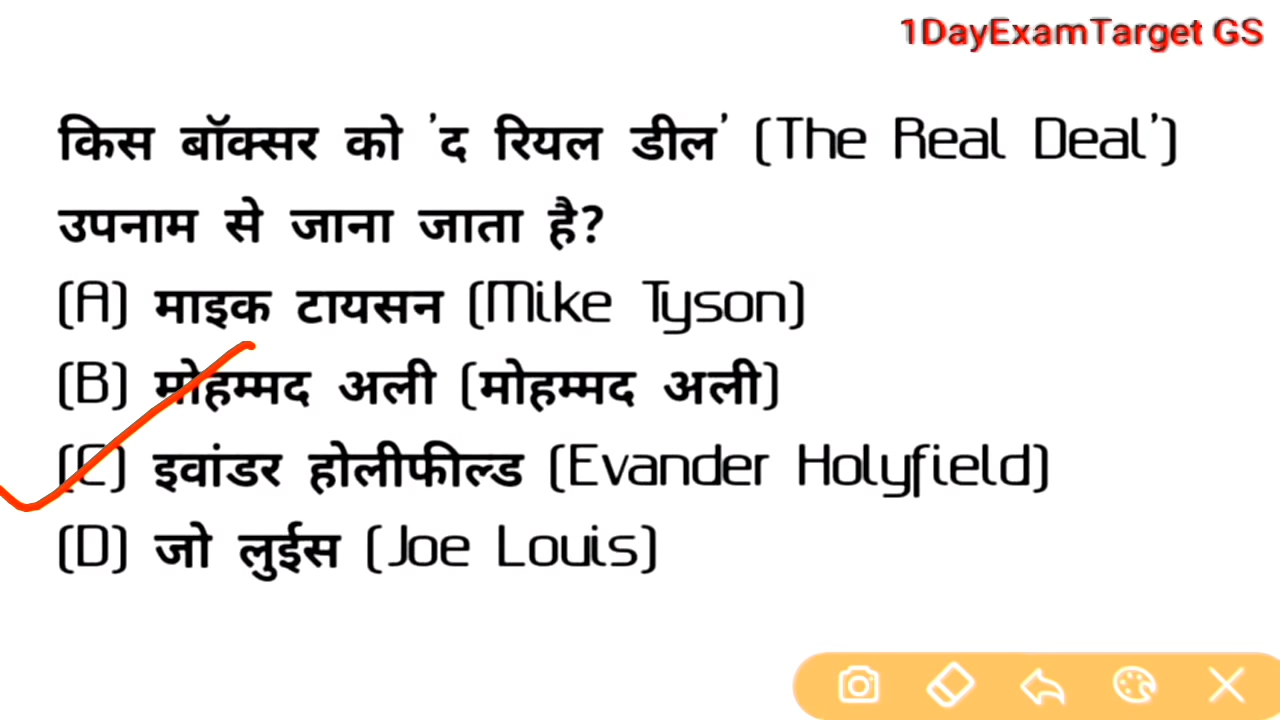 1DayExamTarget GS
किस बॉक्सर को 'द रियल डील' (The Real Deal')
उपनाम से जाना जाता है?
(A) माइक टायसन (Mike Tyson)
(B) मोहम्मद अली (मोहम्मद अली)
(C) इवांडर होलीफील्ड (Evander Holyfield)
(D) जो लुईस (Joe Louis)